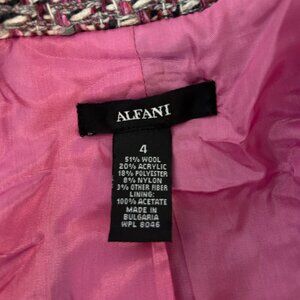 ALFANI
4
51% WOOL
20% ACRYLIC
18% POLYESTER
8% NYLON
3% OTHER FIBER
LINING:
100% ACETATE
MADE IN
BULGARIA
WPL 8046